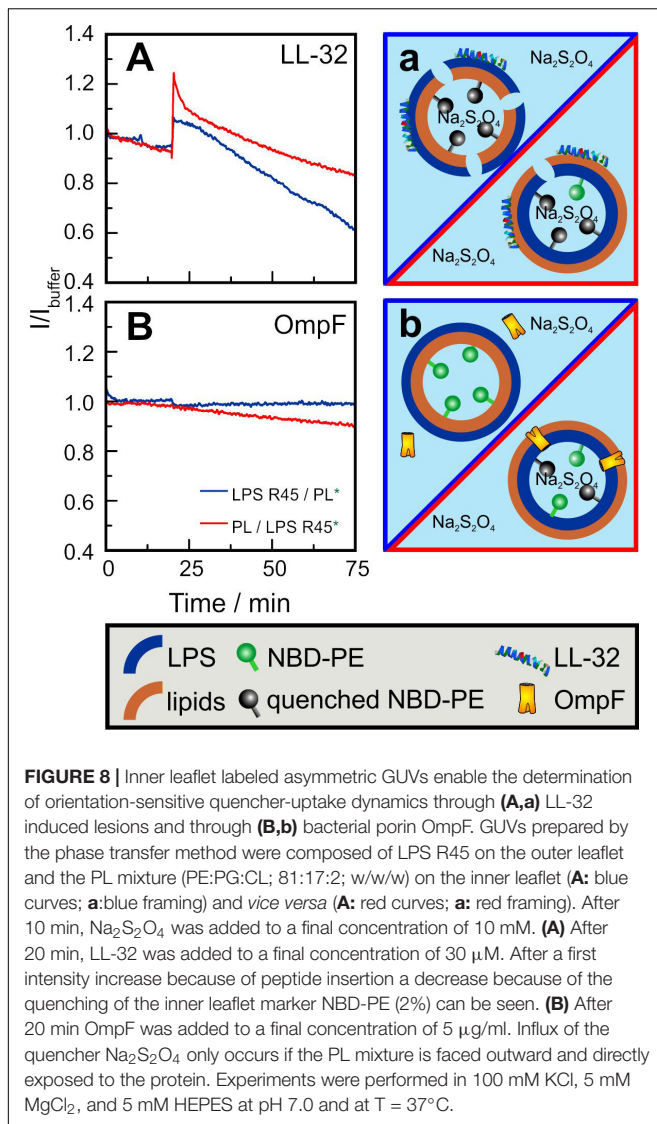 A
LL-32
1.4
1.2
1.0
0.8
0.6
0.4
a
Na₂S₂O₄
Na₂S₂O₄
Na₂S₂O₄
Na₂S₂O₄
I/I_buffer
B
OmpF
1.4
1.2
1.0
0.8
0.6
0.4
LPS R45 / PL*
PL / LPS R45*
0
25
50
75
Time / min
b
Na₂S₂O₄
Na₂S₂O₄
Na₂S₂O₄
LPS
NBD-PE
LL-32
lipids
quenched NBD-PE
OmpF
FIGURE 8 | Inner leaflet labeled asymmetric GUVs enable the determination
of orientation-sensitive quencher-uptake dynamics through (A,a) LL-32
induced lesions and through (B,b) bacterial porin OmpF. GUVs prepared by
the phase transfer method were composed of LPS R45 on the outer leaflet
and the PL mixture (PE:PG:CL; 81:17:2; w/w/w) on the inner leaflet (A: blue
curves; a:blue framing) and vice versa (A: red curves; a: red framing). After
10 min, Na₂S₂O₄ was added to a final concentration of 10 mM. (A) After
20 min, LL-32 was added to a final concentration of 30 μM. After a first
intensity increase because of peptide insertion a decrease because of the
quenching of the inner leaflet marker NBD-PE (2%) can be seen. (B) After
20 min OmpF was added to a final concentration of 5 μg/ml. Influx of the
quencher Na₂S₂O₄ only occurs if the PL mixture is faced outward and directly
exposed to the protein. Experiments were performed in 100 mM KCl, 5 mM
MgCl₂, and 5 mM HEPES at pH 7.0 and at T = 37°C.